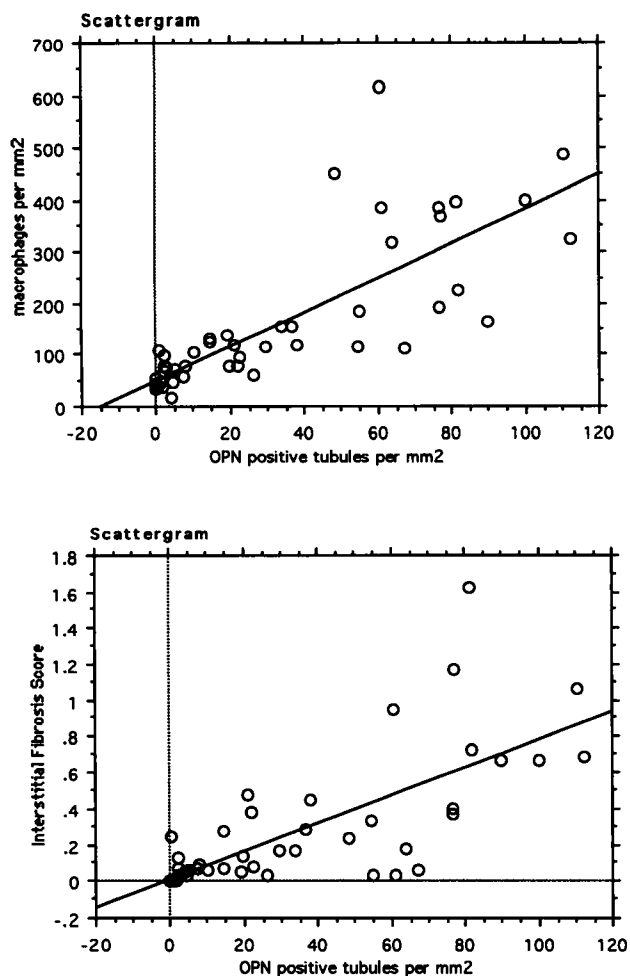 Scattergram
700
600
500
400
300
200
100
0
macrophages per mm2
-20 0 20 40 60 80 100 120
OPN positive tubules per mm2
Scattergram
1.8
1.6
1.4
1.2
1
.8
.6
.4
.2
0
-.2
Interstitial Fibrosis Score
-20 0 20 40 60 80 100 120
OPN positive tubules per mm2